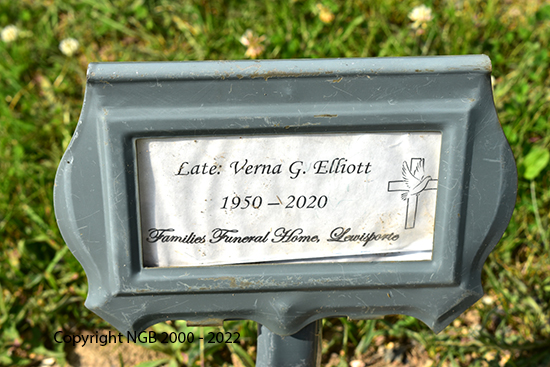 Late: Verna G. Elliott
1950 – 2020
Families Funeral Home, Lewisporte
Copyright NGB 2000 - 2022